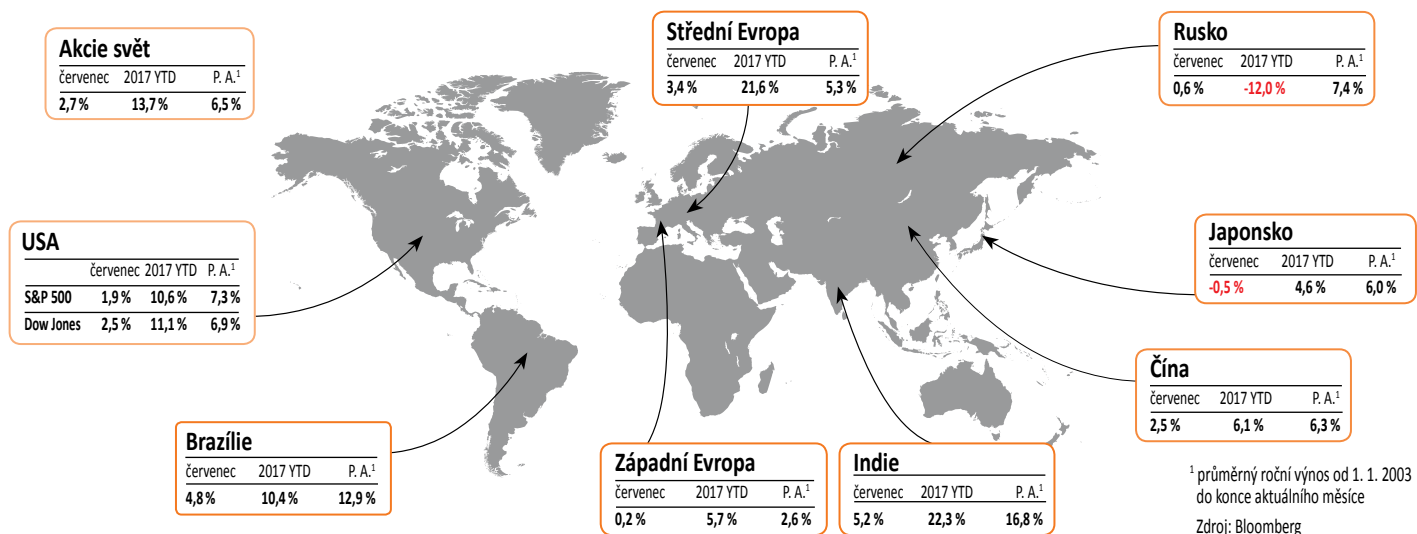 Akcie svět
červenec 2017 YTD P. A.¹
2,7 % 13,7 % 6,5 %
Střední Evropa
červenec 2017 YTD P. A.¹
3,4 % 21,6 % 5,3 %
Rusko
červenec 2017 YTD P. A.¹
0,6 % -12,0 % 7,4 %
USA
červenec 2017 YTD P. A.¹
S&P 500 1,9 % 10,6 % 7,3 %
Dow Jones 2,5 % 11,1 % 6,9 %
Japonsko
červenec 2017 YTD P. A.¹
-0,5 % 4,6 % 6,0 %
Čína
červenec 2017 YTD P. A.¹
2,5 % 6,1 % 6,3 %
Brazílie
červenec 2017 YTD P. A.¹
4,8 % 10,4 % 12,9 %
Západní Evropa
červenec 2017 YTD P. A.¹
0,2 % 5,7 % 2,6 %
Indie
červenec 2017 YTD P. A.¹
5,2 % 22,3 % 16,8 %
¹ průměrný roční výnos od 1. 1. 2003
do konce aktuálního měsíce
Zdroj: Bloomberg